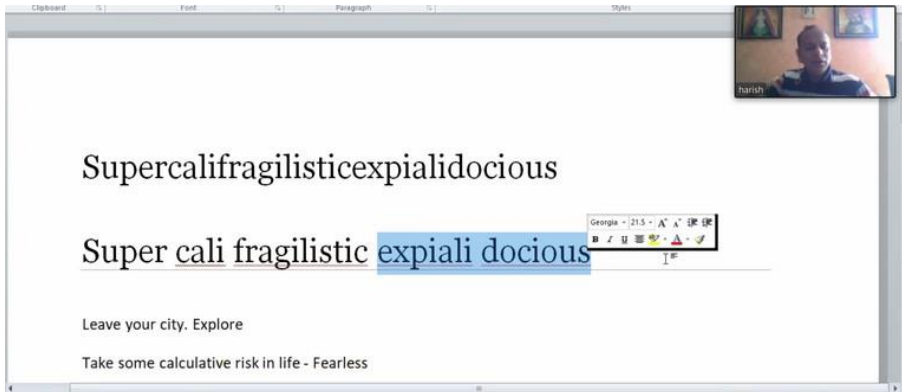 Clipboard Font Paragraph Styles
harish
Supercalifragilisticexpialidocious
Georgia 21.5 A A
B I U A
Super cali fragilistic expiali docious
Leave your city. Explore
Take some calculative risk in life - Fearless